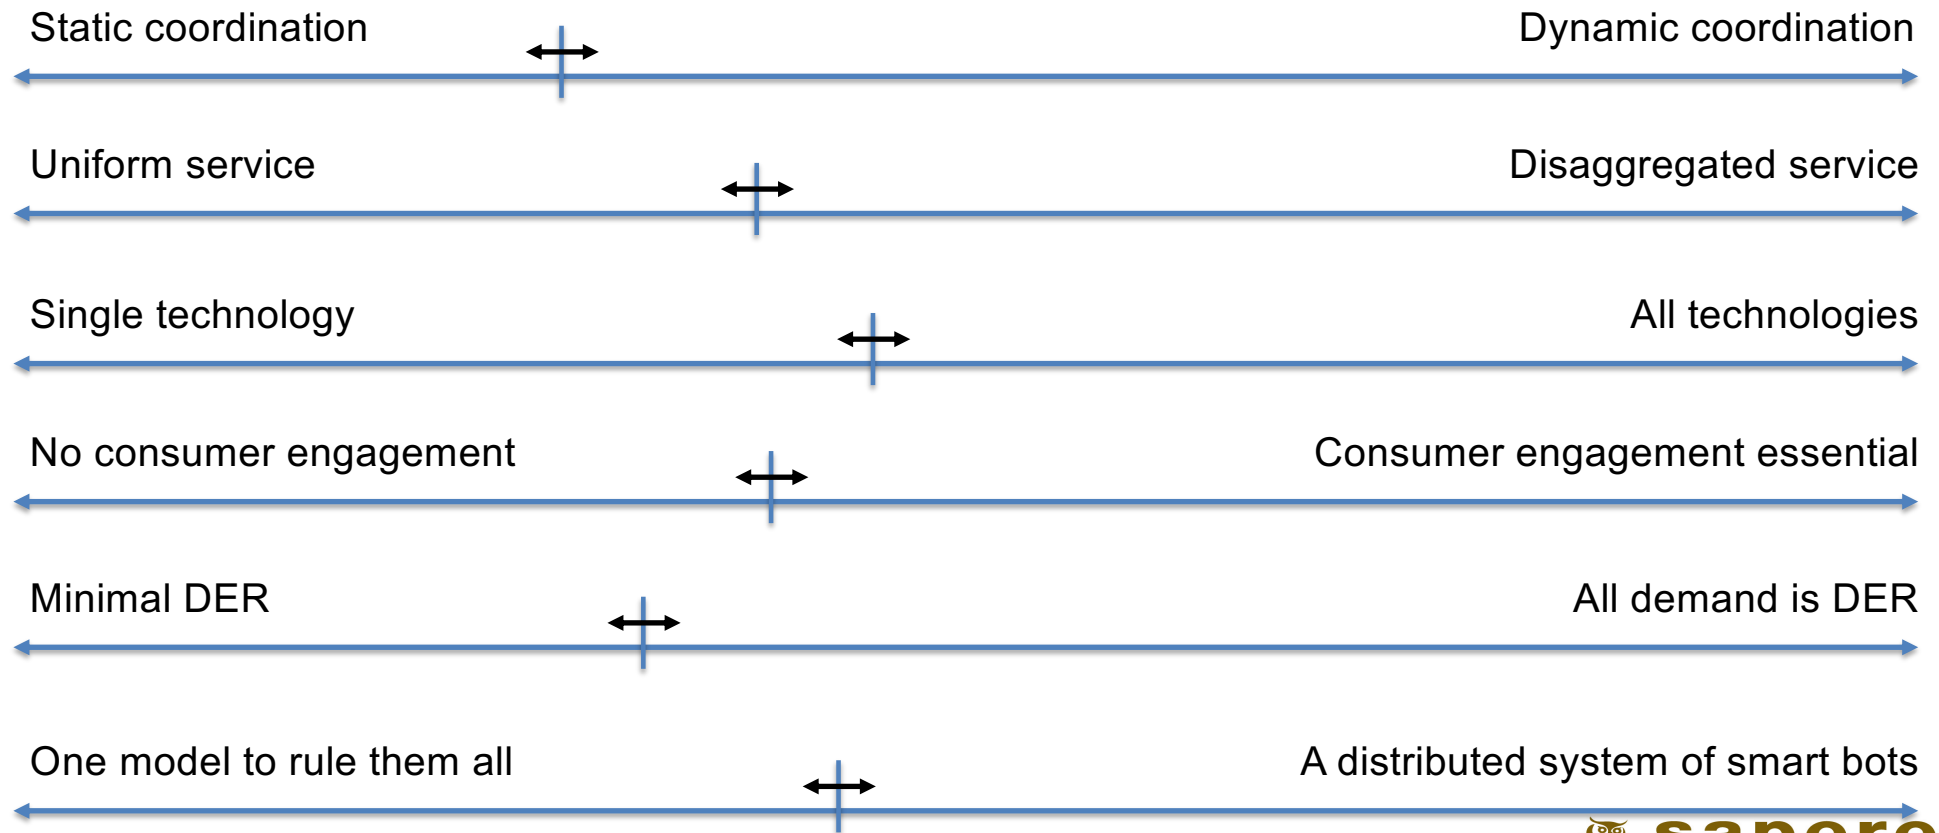 Static coordination Dynamic coordination
Uniform service Disaggregated service
Single technology All technologies
No consumer engagement Consumer engagement essential
Minimal DER All demand is DER
One model to rule them all A distributed system of smart bots